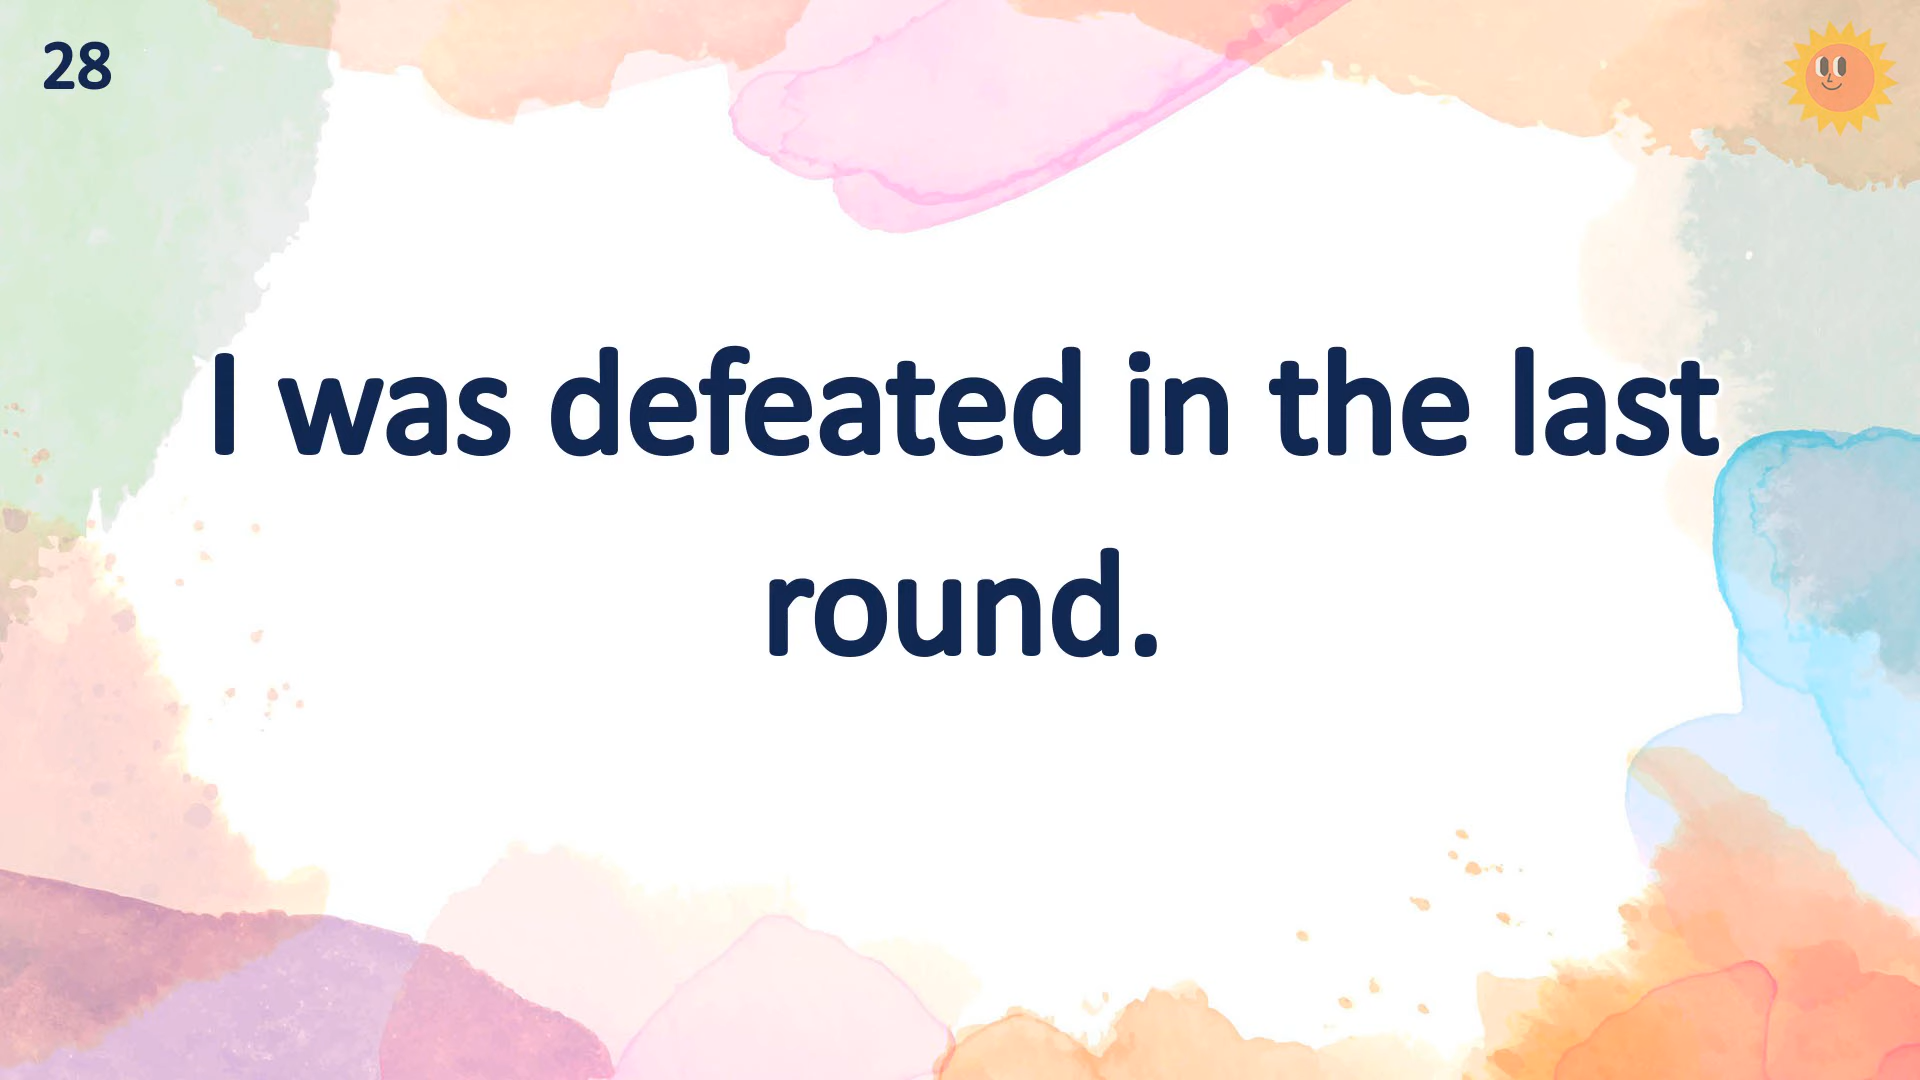 28
I was defeated in the last
round.